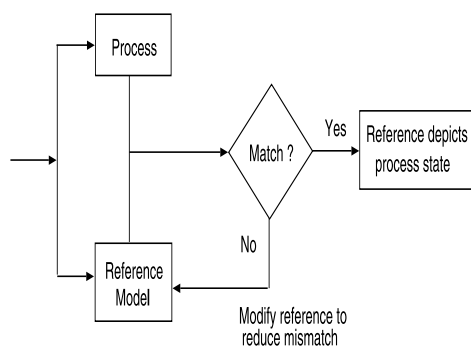 Process
Match ?
Yes
Reference depicts
process state
No
Reference
Model
Modify reference to
reduce mismatch